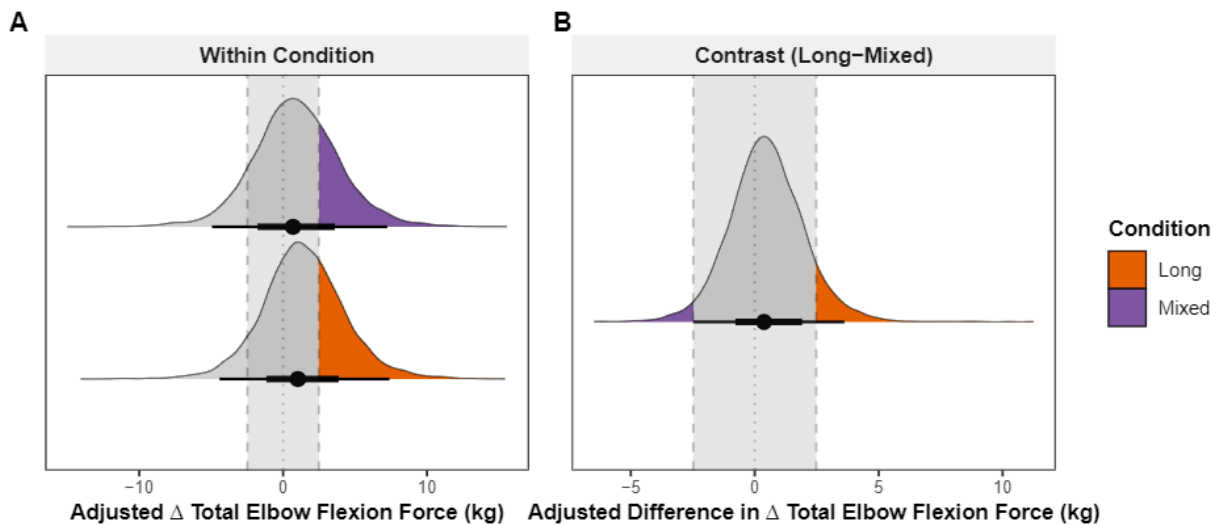 A
B
Within Condition
Contrast (Long−Mixed)
Condition
Long
Mixed
−10
0
10
−5
0
5
10
Adjusted Δ Total Elbow Flexion Force (kg)
Adjusted Difference in Δ Total Elbow Flexion Force (kg)